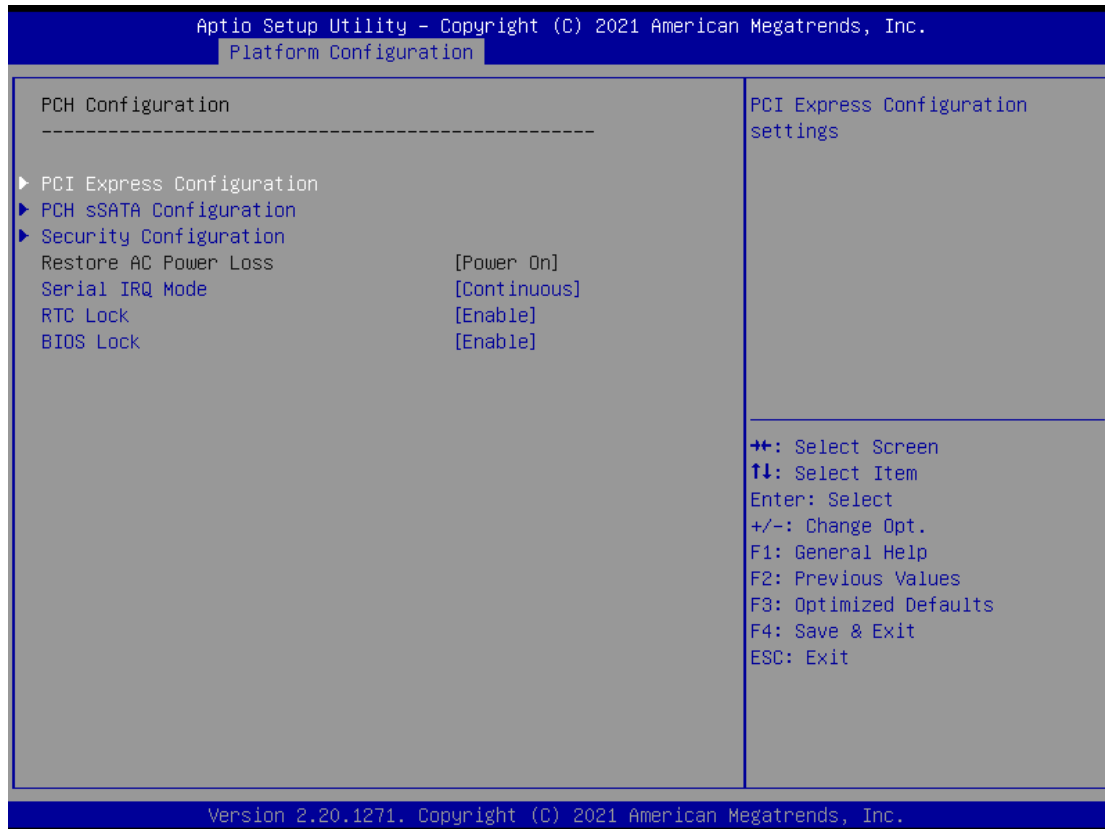 Aptio Setup Utility – Copyright (C) 2021 American Megatrends, Inc.
Platform Configuration
PCH Configuration
--------------------------------------------------
PCI Express Configuration
settings
▶ PCI Express Configuration
▶ PCH sSATA Configuration
▶ Security Configuration
Restore AC Power Loss [Power On]
Serial IRQ Mode [Continuous]
RTC Lock [Enable]
BIOS Lock [Enable]
→←: Select Screen
↑↓: Select Item
Enter: Select
+/-: Change Opt.
F1: General Help
F2: Previous Values
F3: Optimized Defaults
F4: Save & Exit
ESC: Exit
Version 2.20.1271. Copyright (C) 2021 American Megatrends, Inc.